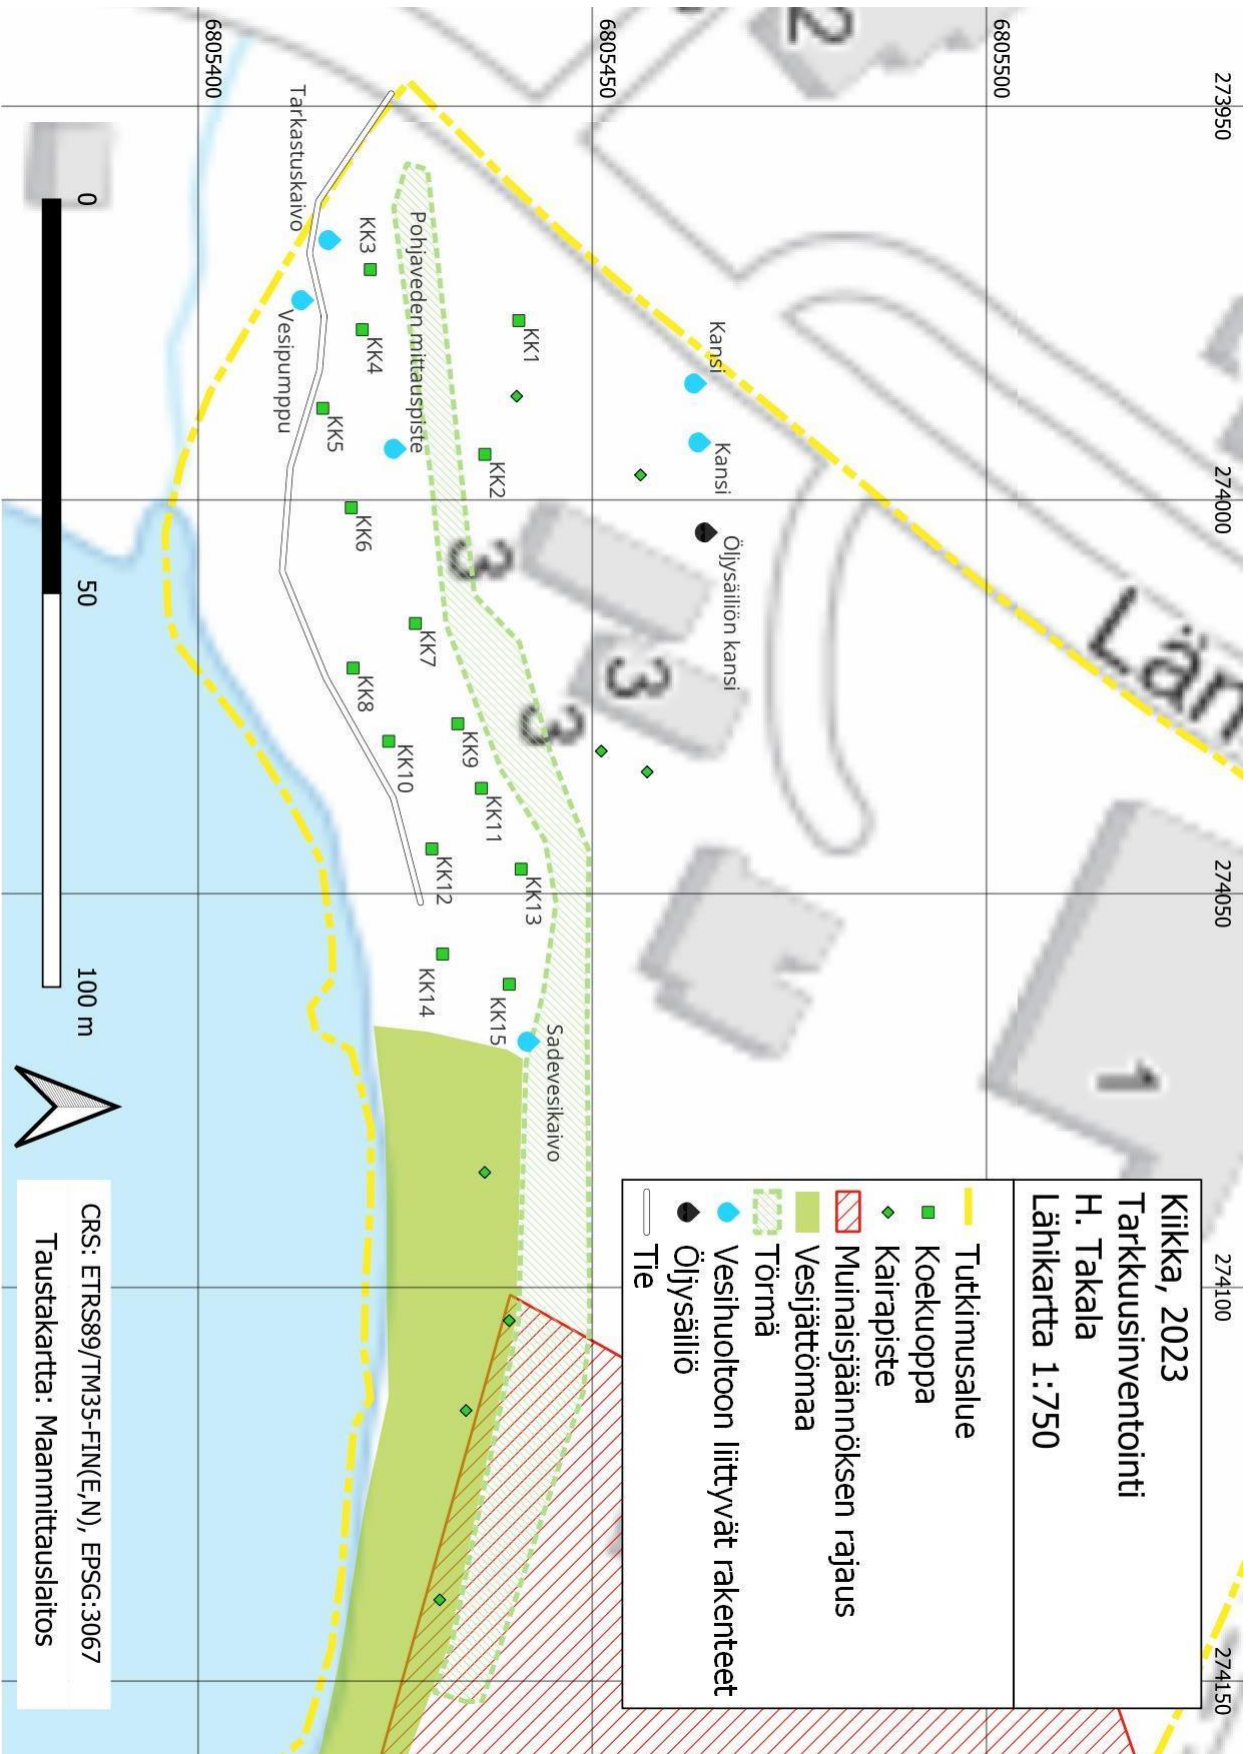 Kiikka, 2023
Tarkkuusinventointi
H. Takala
Lähikartta 1:750
Tutkimusalue
Koekuoppa
Kairapiste
Muinaisjäännöksen rajaus
Vesijättömaa
Törmä
Vesihuoltoon liittyvät rakenteet
Öljysäiliö
Tie
273950
274000
274050
274100
274150
6805500
6805450
6805400
2
Län
1
3
3
3
Kansi
Kansi
Öljysäiliön kansi
KK1
KK2
Pohjaveden mittauspiste
KK3
KK4
KK5
KK6
KK7
KK8
KK9
KK10
KK11
KK12
KK13
KK14
KK15
Sadevesikaivo
Tarkastuskaivo
Vesipumppu
0
50
100 m
CRS: ETRS89/TM35-FIN(E,N), EPSG:3067
Taustakartta: Maanmittauslaitos